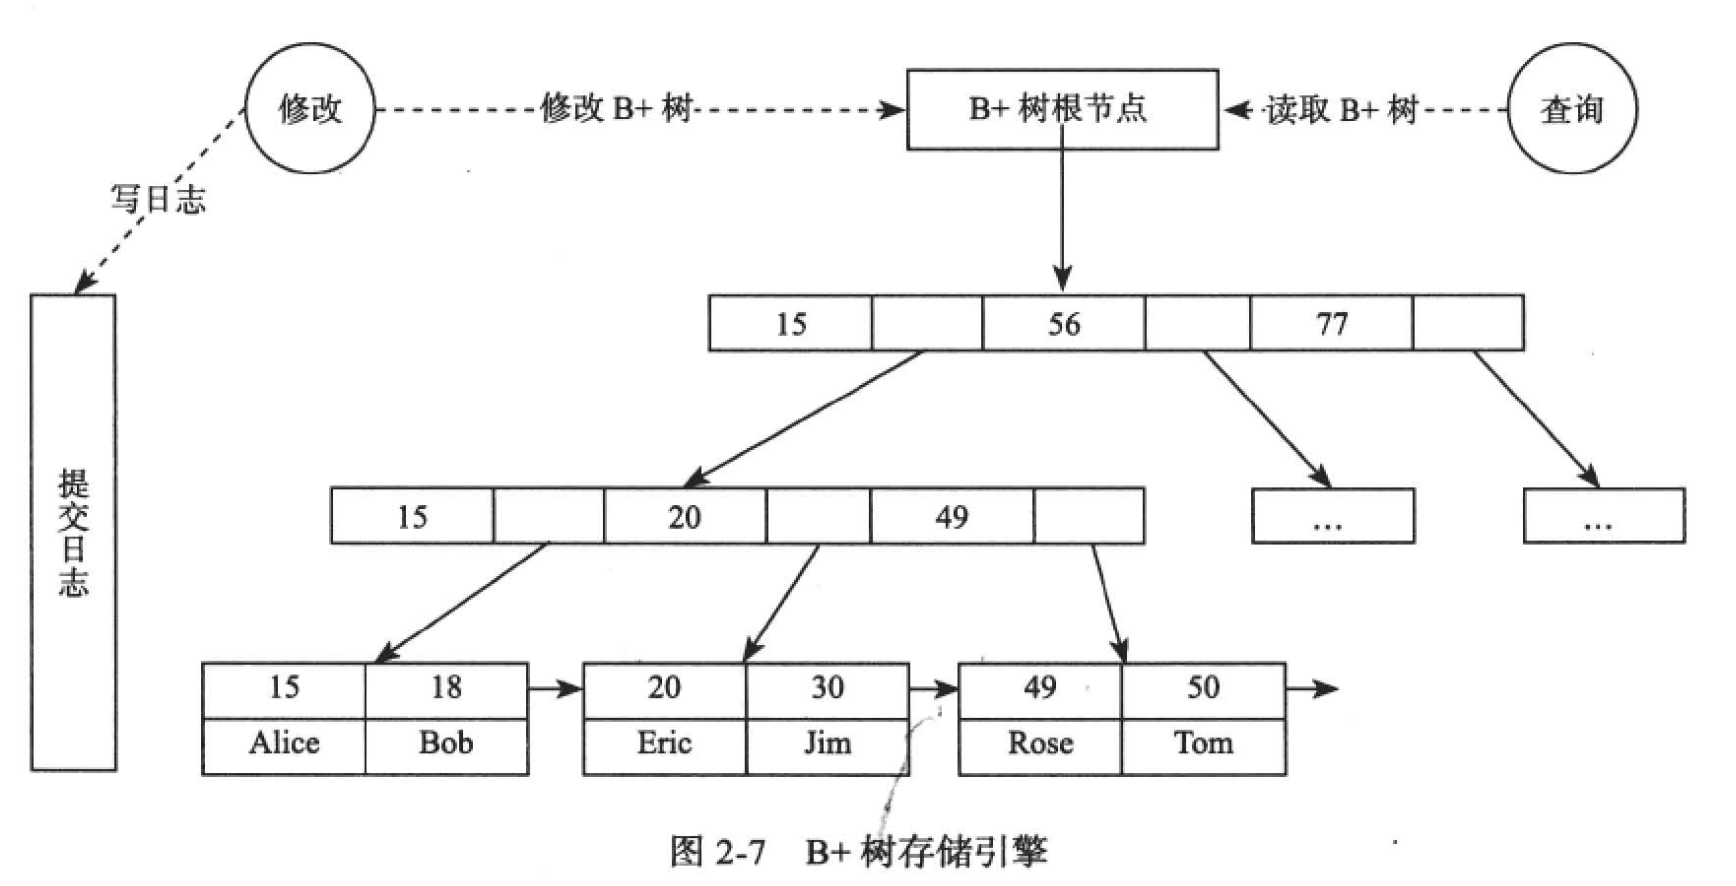 修改
修改 B+ 树
B+ 树根节点
读取 B+ 树
查询
写日志
15 56 77
提交日志
15 20 49
...
...
15 18
20 30
49 50
Alice Bob
Eric Jim
Rose Tom
图 2-7 B+ 树存储引擎